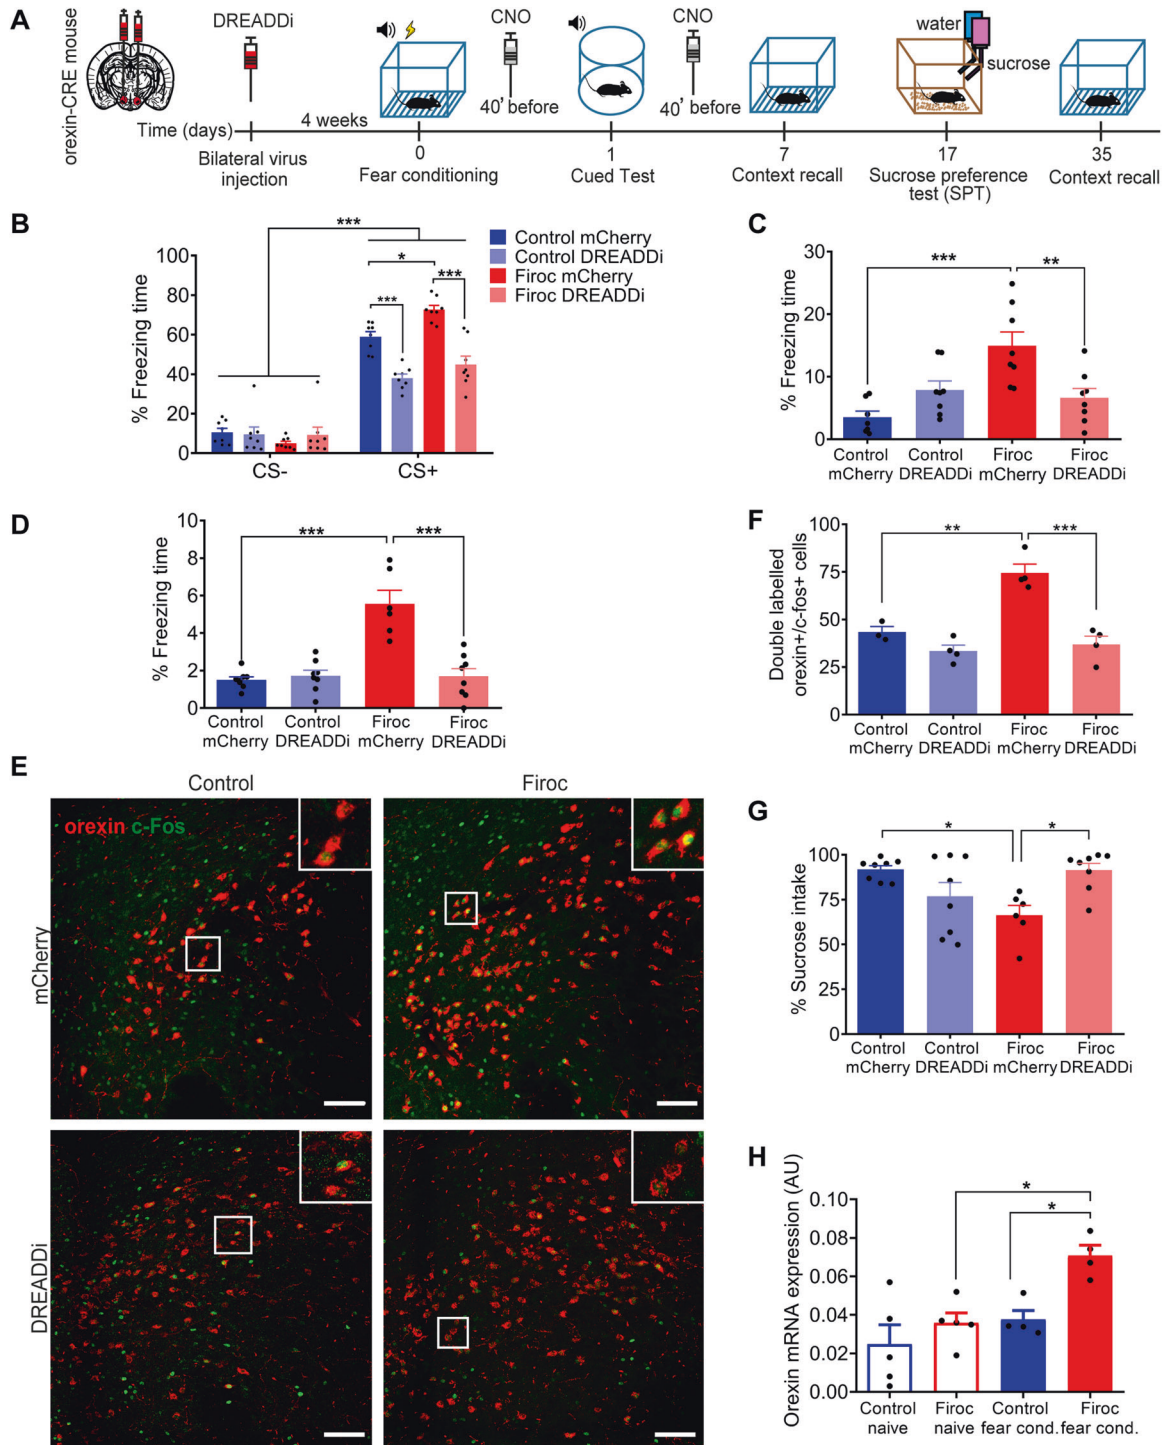 A
orexin-CRE mouse
DREADDi
CNO
CNO
water
sucrose
40' before
40' before
Time (days)
4 weeks
Bilateral virus
injection
0
Fear conditioning
1
Cued Test
7
Context recall
17
Sucrose preference
test (SPT)
35
Context recall
B
% Freezing time
100
80
60
40
20
0
***
*
***
***
CS-
CS+
Control mCherry
Control DREADDi
Firoc mCherry
Firoc DREADDi
C
% Freezing time
30
20
10
0
***
**
Control
mCherry
Control
DREADDi
Firoc
mCherry
Firoc
DREADDi
D
% Freezing time
10
8
6
4
2
0
***
***
Control
mCherry
Control
DREADDi
Firoc
mCherry
Firoc
DREADDi
F
Double labelled
orexin+/c-fos+ cells
100
75
50
25
0
**
***
Control
mCherry
Control
DREADDi
Firoc
mCherry
Firoc
DREADDi
E
Control
Firoc
mCherry
DREADDi
orexin c-Fos
G
% Sucrose intake
100
75
50
25
0
*
*
Control
mCherry
Control
DREADDi
Firoc
mCherry
Firoc
DREADDi
H
Orexin mRNA expression (AU)
0.10
0.08
0.06
0.04
0.02
0.00
*
*
Control
naive
Firoc
naive
Control
fear cond.
Firoc
fear cond.